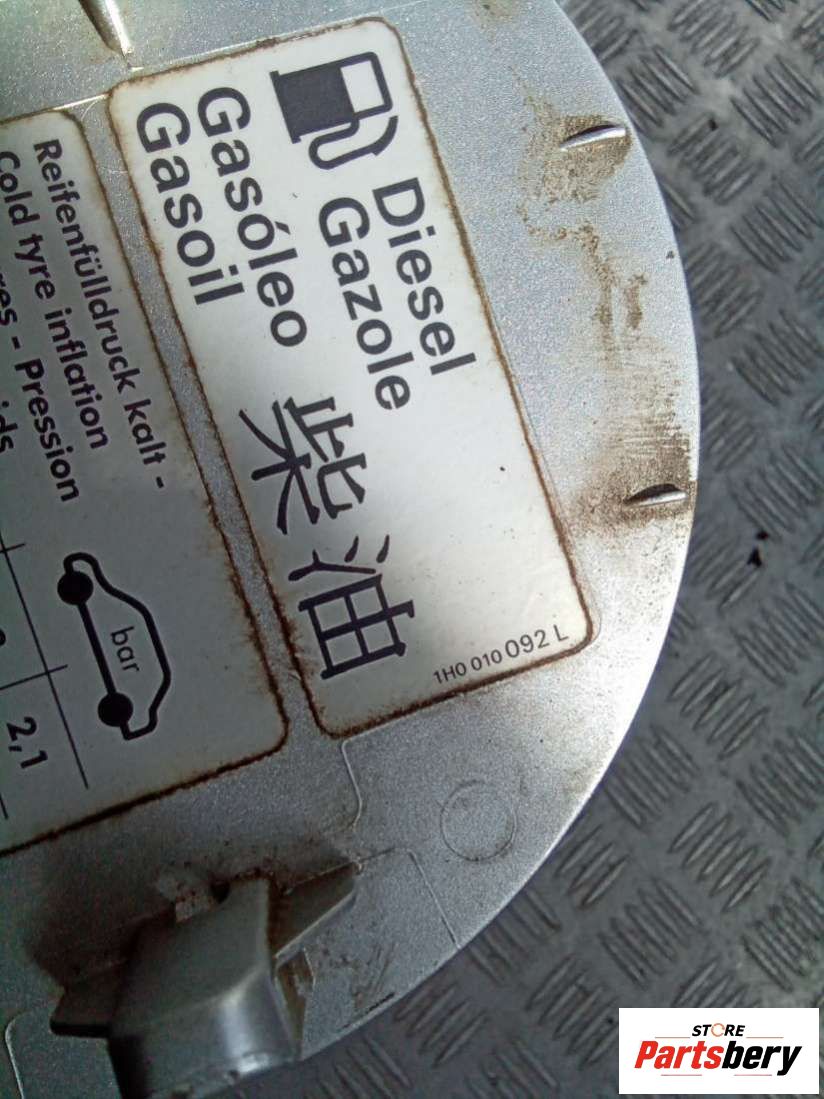 Diesel
Gazole
Gasóleo
Gasoil
柴油
1H0 010 092 L
Reifenfülldruck kalt -
Cold tyre inflation
res - Pression
bar
2,1
STORE
Partsbery